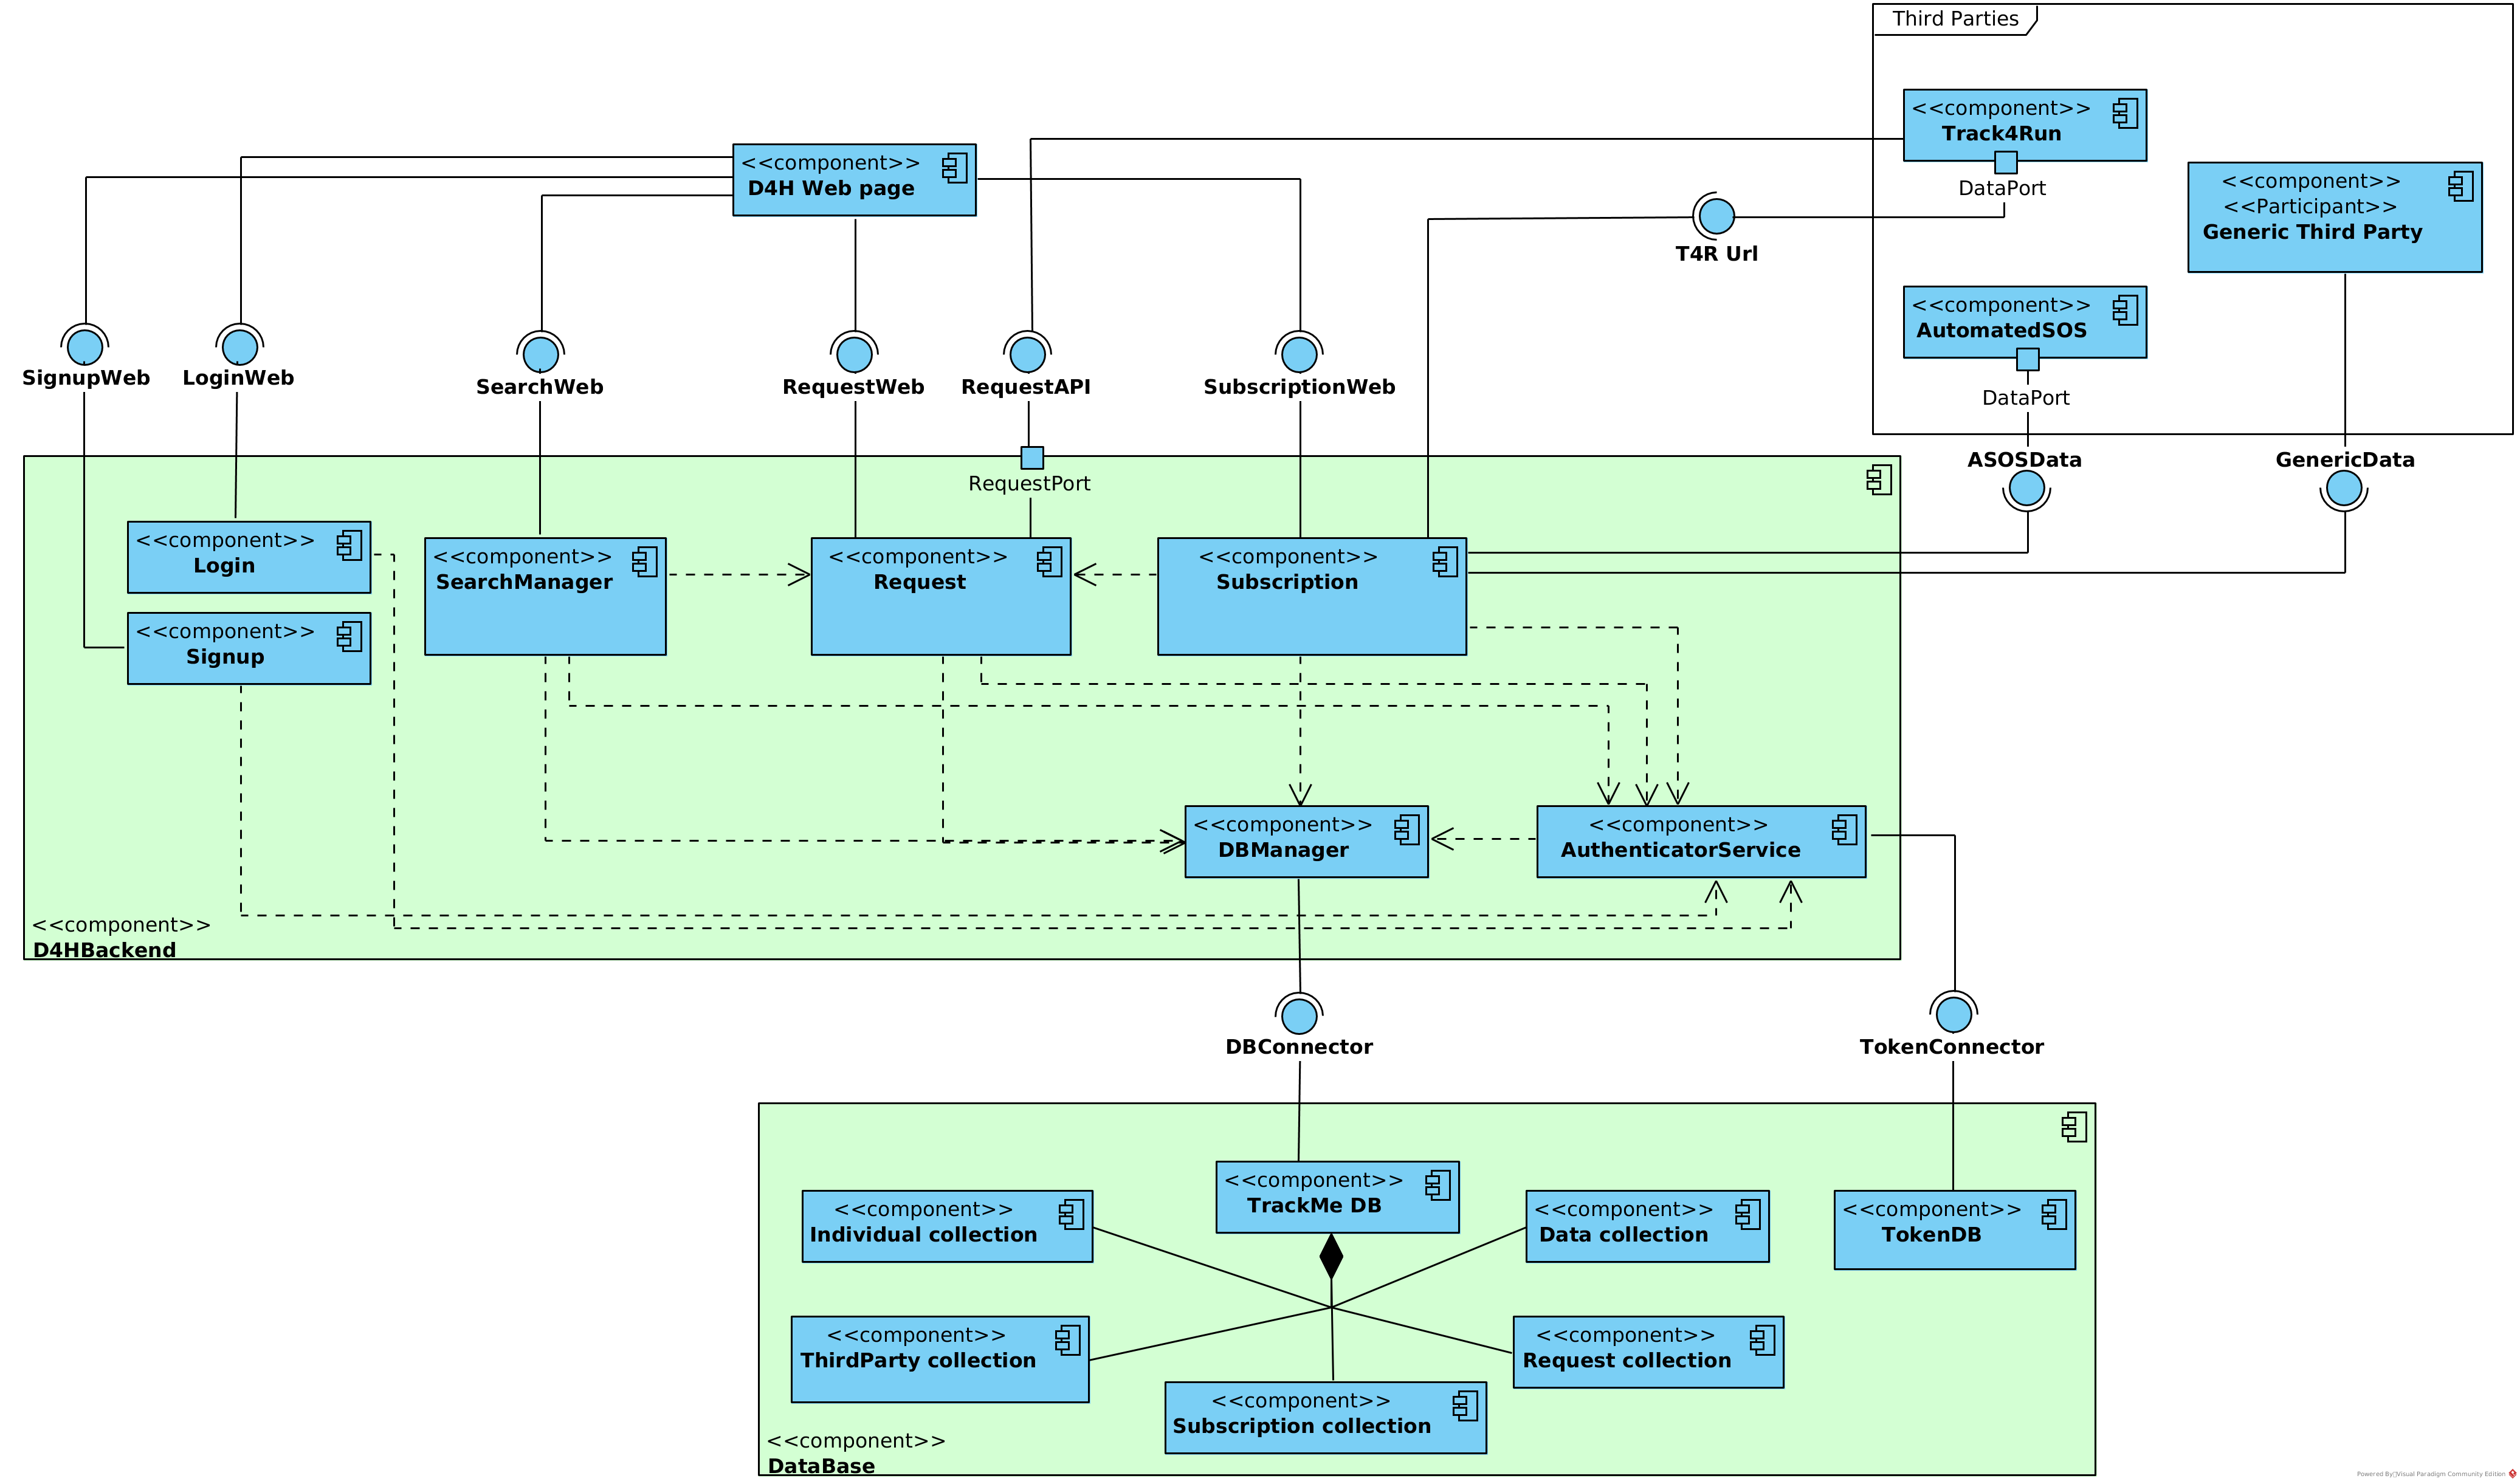 Third Parties
<<component>>
Track4Run
DataPort
<<component>>
D4H Web page
<<component>>
<<Participant>>
Generic Third Party
T4R Url
<<component>>
AutomatedSOS
DataPort
SignupWeb
LoginWeb
SearchWeb
RequestWeb
RequestAPI
SubscriptionWeb
ASOSData
GenericData
RequestPort
<<component>>
Login
<<component>>
SearchManager
<<component>>
Request
<<component>>
Subscription
<<component>>
Signup
<<component>>
DBManager
<<component>>
AuthenticatorService
<<component>>
D4HBackend
DBConnector
TokenConnector
<<component>>
TrackMe DB
<<component>>
Individual collection
<<component>>
Data collection
<<component>>
TokenDB
<<component>>
ThirdParty collection
<<component>>
Request collection
<<component>>
Subscription collection
<<component>>
DataBase
Powered By Visual Paradigm Community Edition